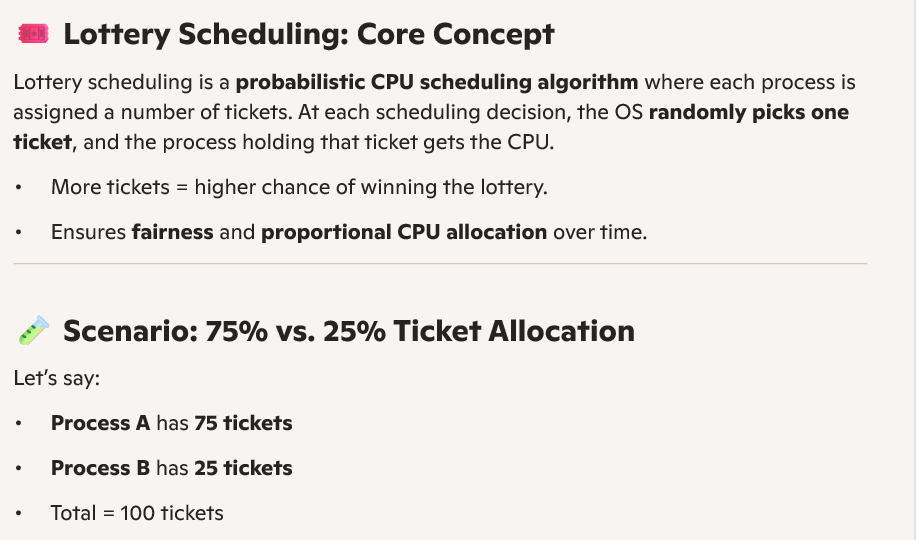 Lottery Scheduling: Core Concept
Lottery scheduling is a probabilistic CPU scheduling algorithm where each process is
assigned a number of tickets. At each scheduling decision, the OS randomly picks one
ticket, and the process holding that ticket gets the CPU.
• More tickets = higher chance of winning the lottery.
• Ensures fairness and proportional CPU allocation over time.
Scenario: 75% vs. 25% Ticket Allocation
Let's say:
• Process A has 75 tickets
• Process B has 25 tickets
• Total = 100 tickets